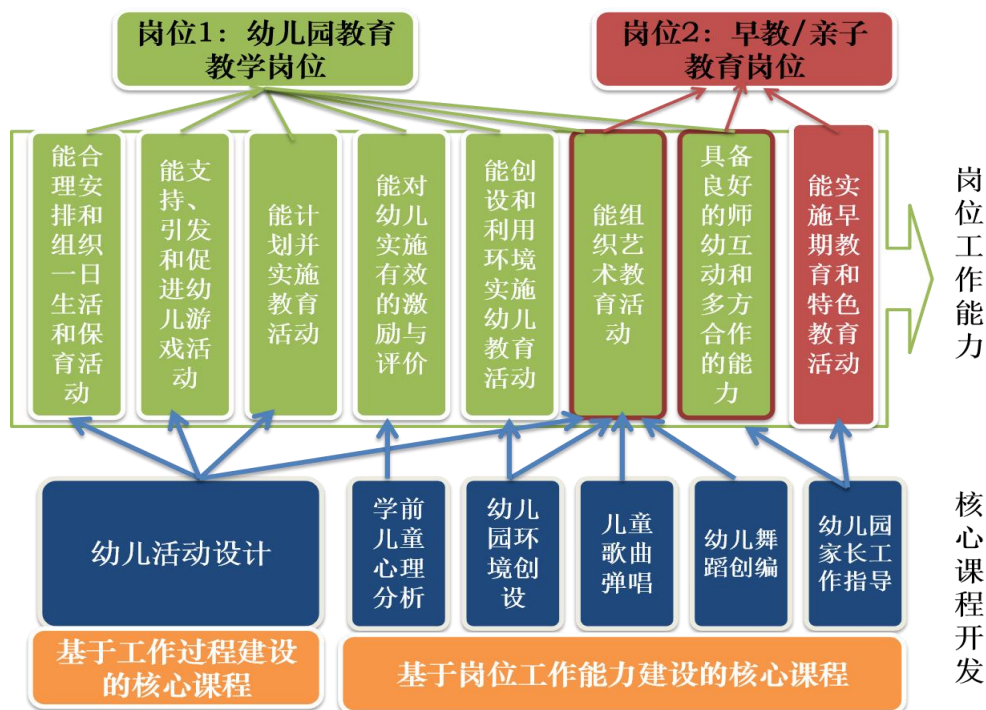 岗位1：幼儿园教育
教学岗位
岗位2：早教/亲子
教育岗位
能合
理安
排和
组织
一日
生活
和保
育活
动
能支
持、
引发
和促
进幼
儿游
戏活
动
能计
划并
实施
教育
活动
能对
幼儿
实施
有效
的激
励与
评价
能创
设和
利用
环境
实施
幼儿
教育
活动
能组
织艺
术教
育活
动
具备
良好
的师
幼互
动和
多方
合作
的能
力
能实
施早
期教
育和
特色
教育
活动
岗位工作能力
幼儿活动设计
学前
儿童
心理
分析
幼儿
园环
境创
设
儿童
歌曲
弹唱
幼儿舞
蹈创编
幼儿园
家长工
作指导
核心课程开发
基于工作过程建设
的核心课程
基于岗位工作能力建设的核心课程